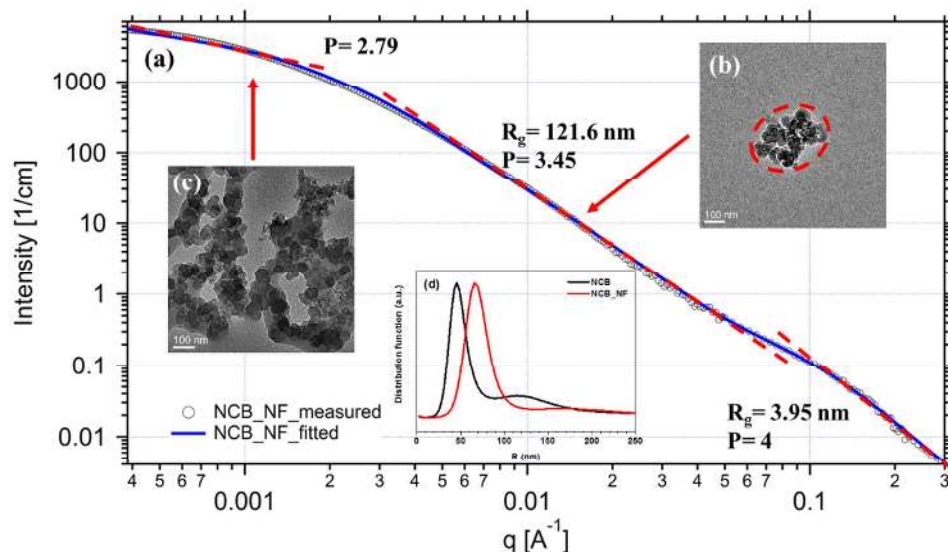 (a)
P= 2.79
(b)
100 nm
R_g= 121.6 nm
P= 3.45
(c)
100 nm
(d)
NCB
NCB_NF
Distribution function (a.u.)
0 50 100 150 200 250
R (nm)
R_g= 3.95 nm
P= 4
NCB_NF_measured
NCB_NF_fitted
Intensity [1/cm]
1000
100
10
1
0.1
0.01
4 5 6 7 0.001 2 3 4 5 6 7 0.01 2 3 4 5 6 7 0.1 2 3
q [A⁻¹]